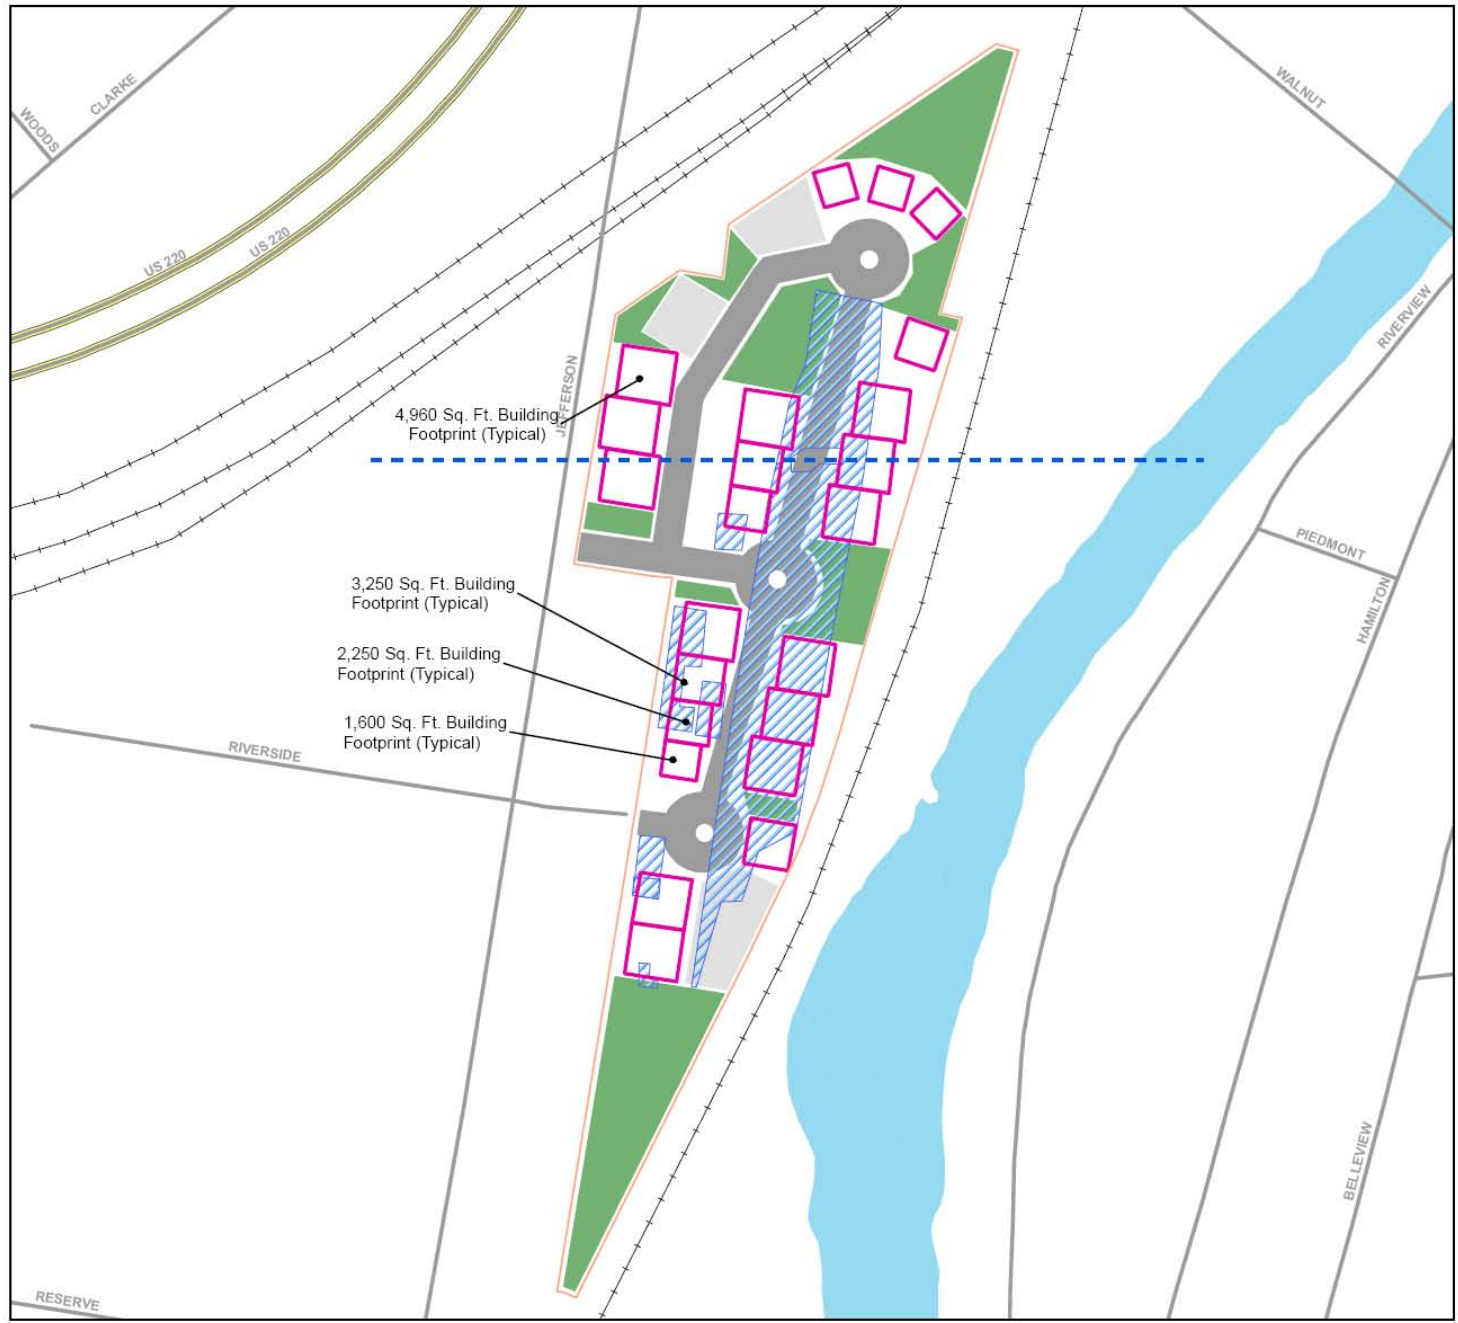 WOODS
CLARKE
WALNUT
US 220
US 220
RIVERVIEW
JEFFERSON
4,960 Sq. Ft. Building
Footprint (Typical)
PIEDMONT
HAMILTON
3,250 Sq. Ft. Building
Footprint (Typical)
2,250 Sq. Ft. Building
Footprint (Typical)
1,600 Sq. Ft. Building
Footprint (Typical)
RIVERSIDE
BELLEVIEW
RESERVE